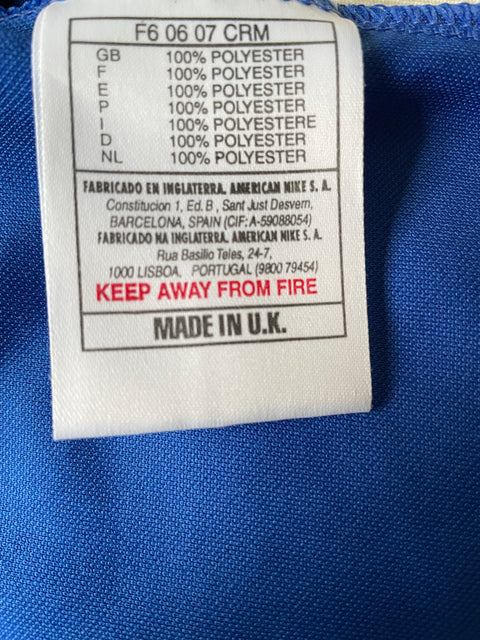 F6 06 07 CRM
GB 100% POLYESTER
F 100% POLYESTER
E 100% POLYESTER
P 100% POLYESTER
I 100% POLYESTERE
D 100% POLYESTER
NL 100% POLYESTER
FABRICADO EN INGLATERRA. AMERICAN NIKE S. A.
Constitucion 1, Ed. B , Sant Just Desvern,
BARCELONA, SPAIN (CIF: A-59088054)
FABRICADO NA INGLATERRA. AMERICAN NIKE S. A.
Rua Basilio Teles, 24-7,
1000 LISBOA. PORTUGAL (9800 79454)
KEEP AWAY FROM FIRE
MADE IN U.K.